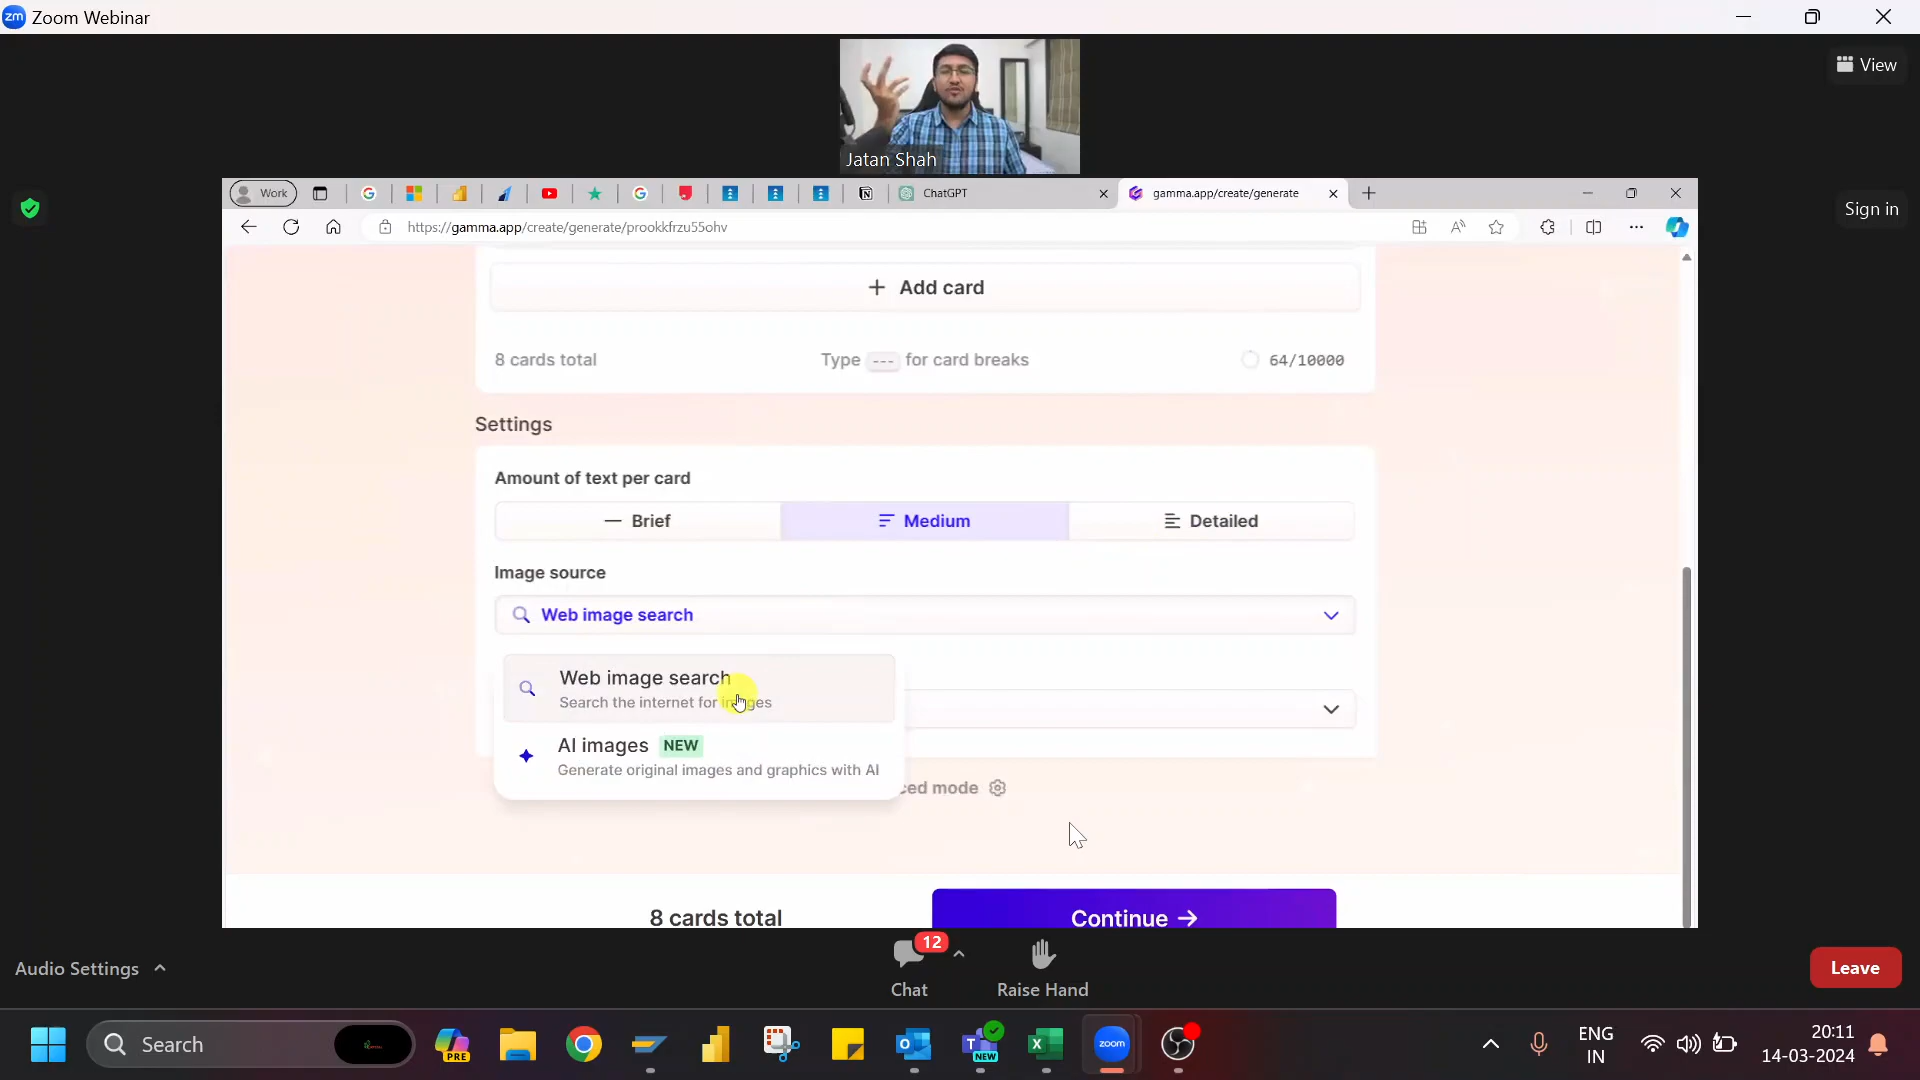 Zoom Webinar
View
Jatan Shah
Work
ChatGPT
gamma.app/create/generate
Sign in
https://gamma.app/create/generate/prookkfrzu55ohv
+ Add card
8 cards total
Type --- for card breaks
64/10000
Settings
Amount of text per card
Brief
Medium
Detailed
Image source
Web image search
Web image search
Search the internet for images
AI images NEW
Generate original images and graphics with AI
ced mode
8 cards total
Continue →
12
Audio Settings
Chat
Raise Hand
Leave
Search
PRE
NEW
zoom
ENG
IN
20:11
14-03-2024